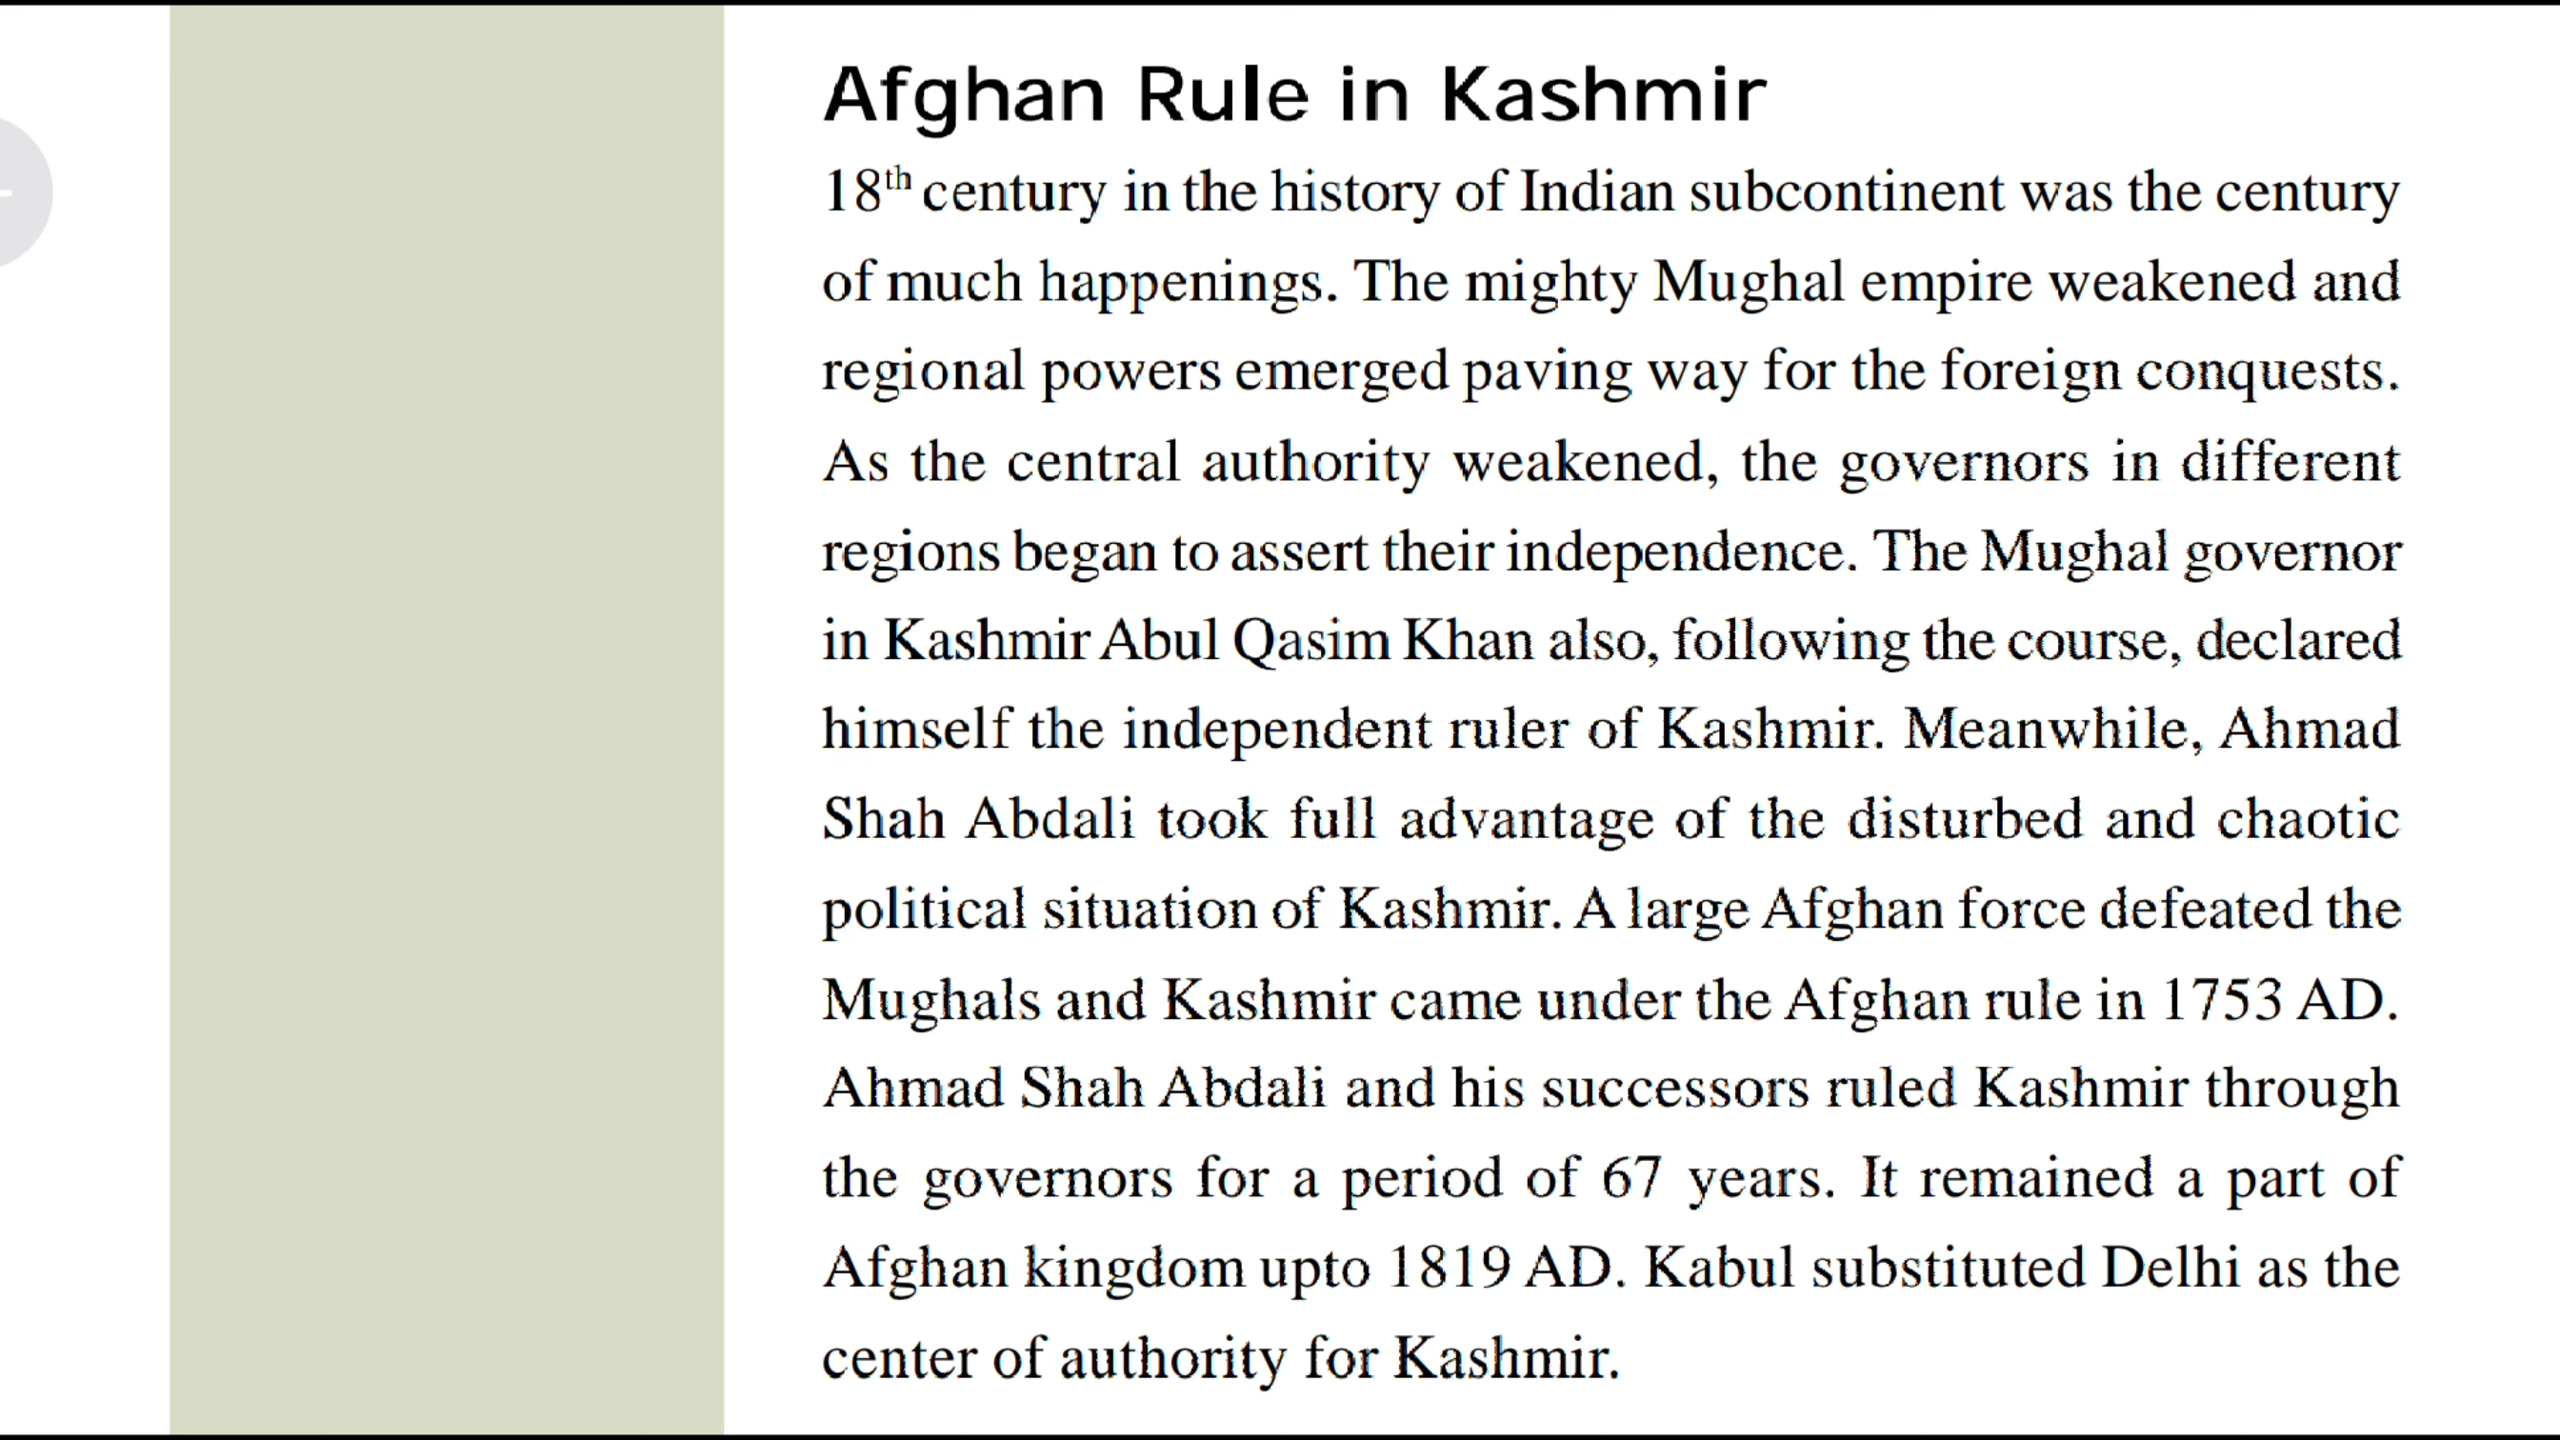 Afghan Rule in Kashmir
18th century in the history of Indian subcontinent was the century
of much happenings. The mighty Mughal empire weakened and
regional powers emerged paving way for the foreign conquests.
As the central authority weakened, the governors in different
regions began to assert their independence. The Mughal governor
in Kashmir Abul Qasim Khan also, following the course, declared
himself the independent ruler of Kashmir. Meanwhile, Ahmad
Shah Abdali took full advantage of the disturbed and chaotic
political situation of Kashmir. A large Afghan force defeated the
Mughals and Kashmir came under the Afghan rule in 1753 AD.
Ahmad Shah Abdali and his successors ruled Kashmir through
the governors for a period of 67 years. It remained a part of
Afghan kingdom upto 1819 AD. Kabul substituted Delhi as the
center of authority for Kashmir.